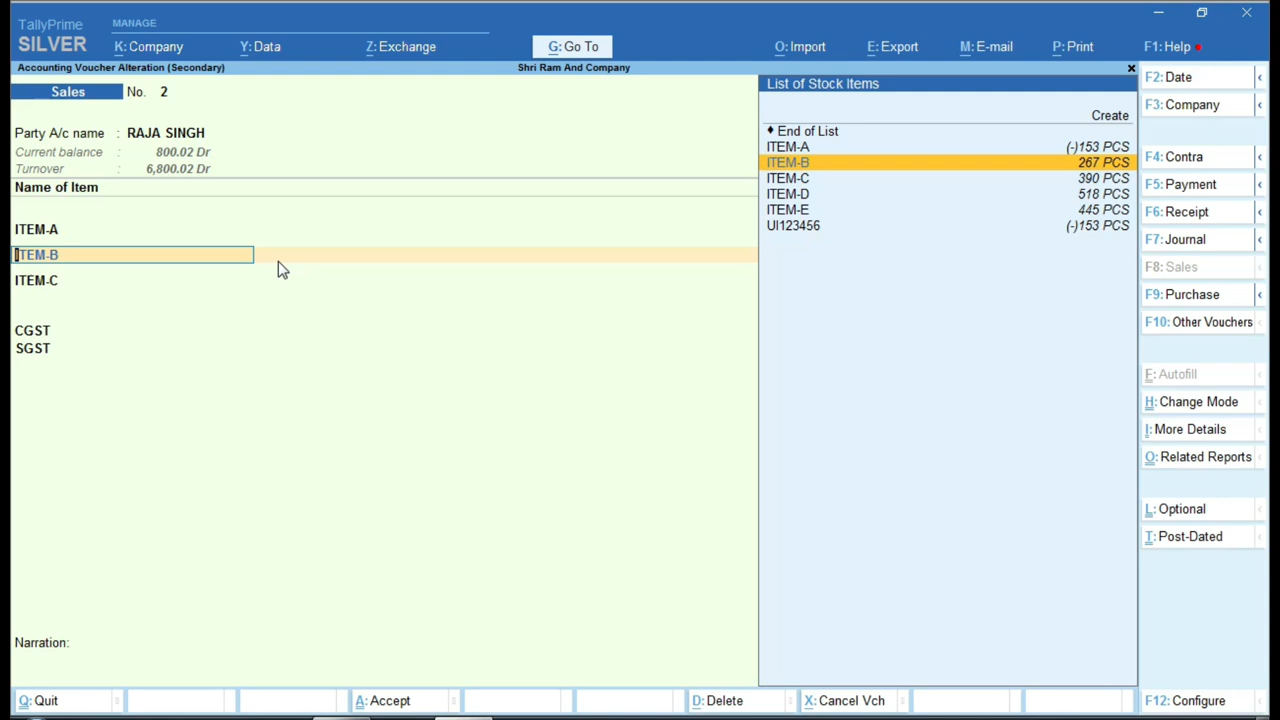 TallyPrime
SILVER
MANAGE
K: Company
Y: Data
Z: Exchange
G: Go To
O: Import
E: Export
M: E-mail
P: Print
F1: Help
Accounting Voucher Alteration (Secondary)
Shri Ram And Company
Sales No. 2
Party A/c name : RAJA SINGH
Current balance : 800.02 Dr
Turnover : 6,800.02 Dr
Name of Item
ITEM-A
ITEM-B
ITEM-C
CGST
SGST
Narration:
List of Stock Items
Create
♦ End of List
ITEM-A (-)153 PCS
ITEM-B 267 PCS
ITEM-C 390 PCS
ITEM-D 518 PCS
ITEM-E 445 PCS
UI123456 (-)153 PCS
F2: Date
F3: Company
F4: Contra
F5: Payment
F6: Receipt
F7: Journal
F8: Sales
F9: Purchase
F10: Other Vouchers
F: Autofill
H: Change Mode
I: More Details
O: Related Reports
L: Optional
T: Post-Dated
Q: Quit
A: Accept
D: Delete
X: Cancel Vch
F12: Configure